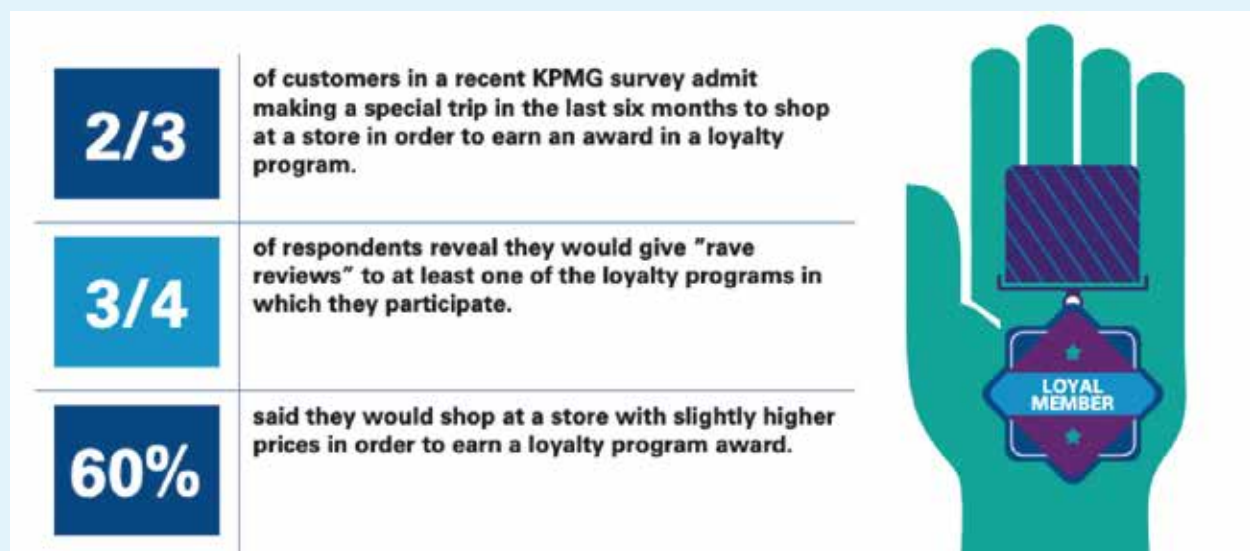 2/3
of customers in a recent KPMG survey admit
making a special trip in the last six months to shop
at a store in order to earn an award in a loyalty
program.
3/4
of respondents reveal they would give "rave
reviews" to at least one of the loyalty programs in
which they participate.
60%
said they would shop at a store with slightly higher
prices in order to earn a loyalty program award.
LOYAL
MEMBER